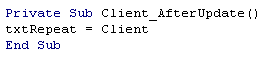 Private Sub Client_AfterUpdate()
txtRepeat = Client
End Sub